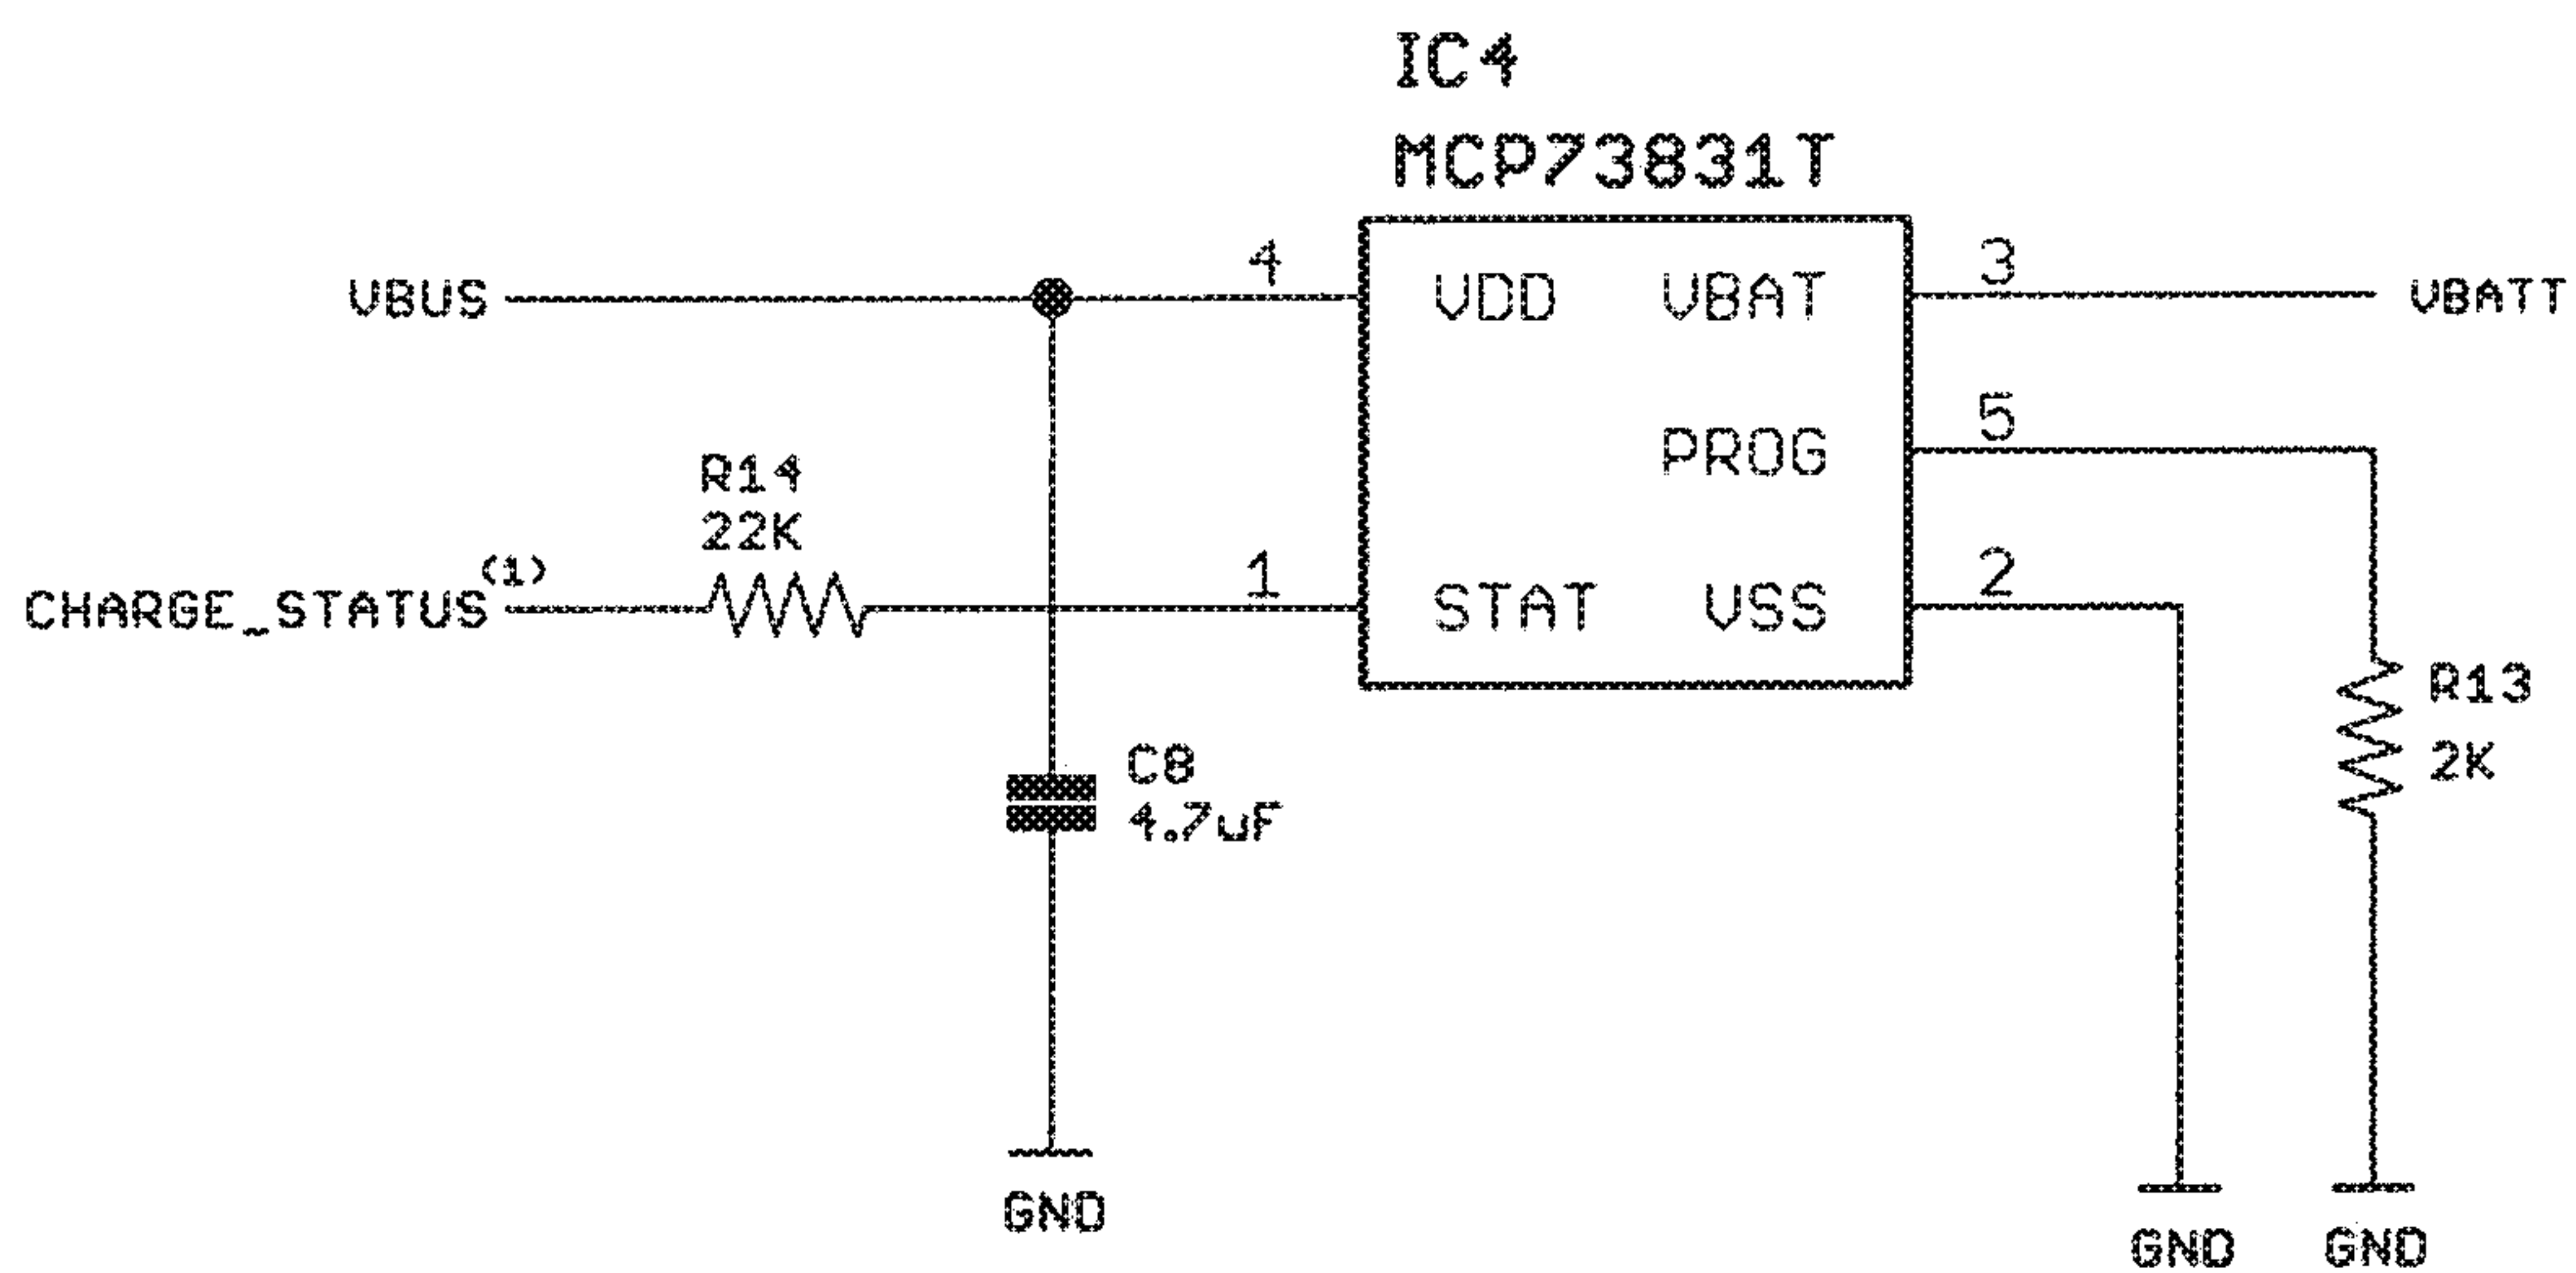 IC4
MCP73831T
VBUS
4
VDD
VBAT
3
VBATT
PROG
5
R14
22K
CHARGE_STATUS(1)
1
STAT
VSS
2
R13
2K
C8
4.7uF
GND
GND
GND